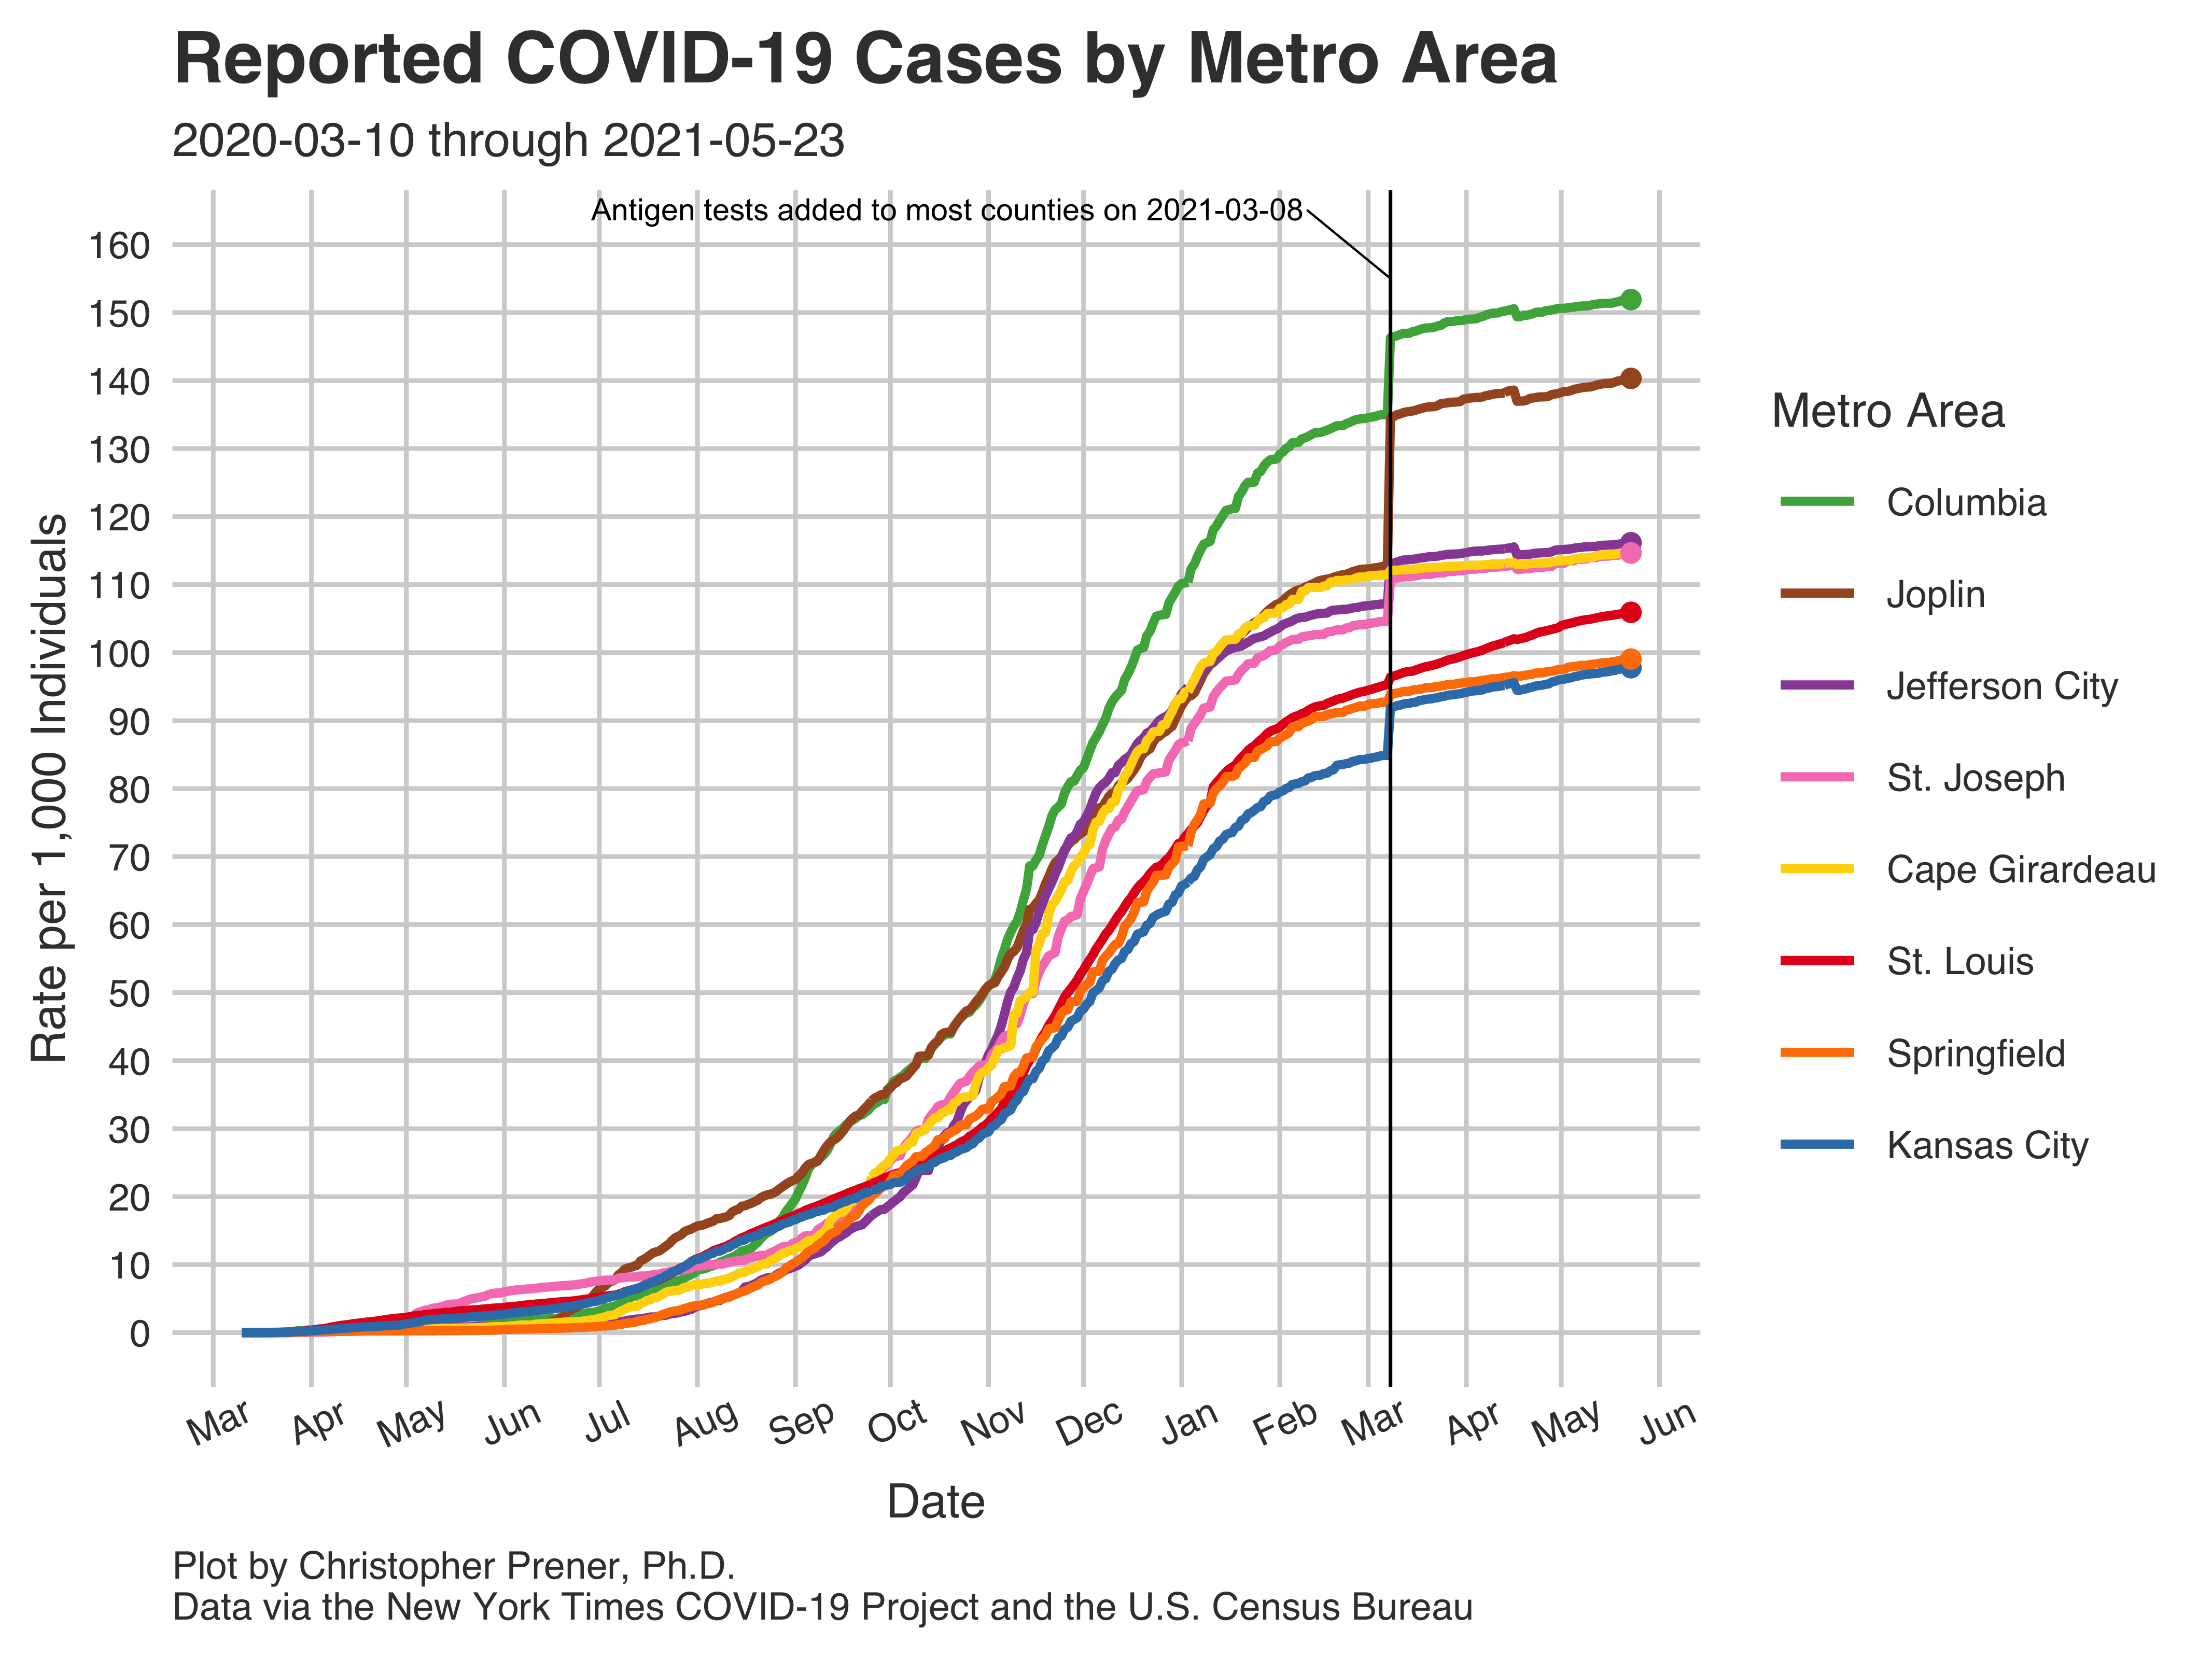 Reported COVID-19 Cases by Metro Area
2020-03-10 through 2021-05-23
Antigen tests added to most counties on 2021-03-08
160
150
140
130
120
110
100
90
80
70
60
50
40
30
20
10
0
Rate per 1,000 Individuals
Mar
Apr
May
Jun
Jul
Aug
Sep
Oct
Nov
Dec
Jan
Feb
Mar
Apr
May
Jun
Date
Metro Area
Columbia
Joplin
Jefferson City
St. Joseph
Cape Girardeau
St. Louis
Springfield
Kansas City
Plot by Christopher Prener, Ph.D.
Data via the New York Times COVID-19 Project and the U.S. Census Bureau